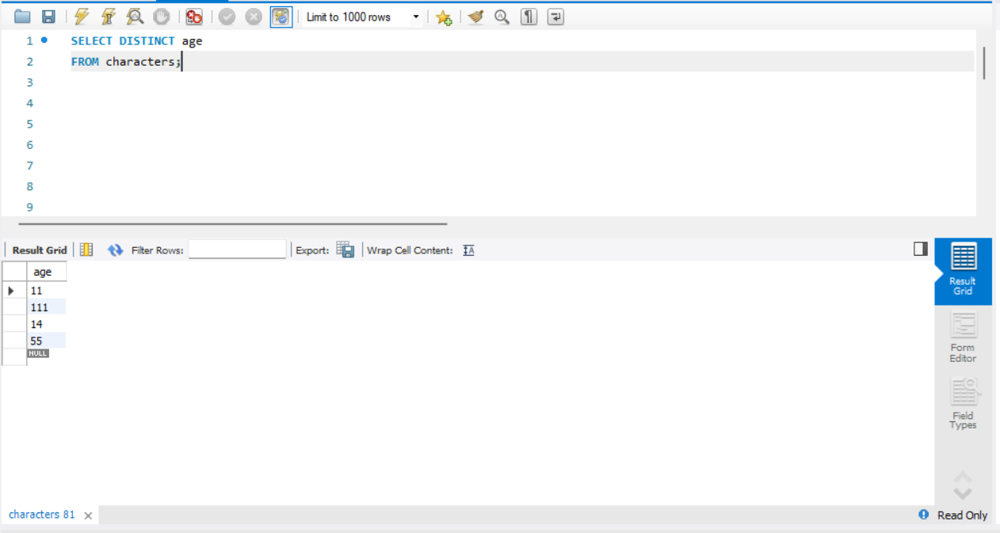 Limit to 1000 rows
1 SELECT DISTINCT age
2 FROM characters;
3
4
5
6
7
8
9
Result Grid Filter Rows: Export: Wrap Cell Content:
age
11
111
14
55
NULL
Result
Grid
Form
Editor
Field
Types
characters 81
Read Only